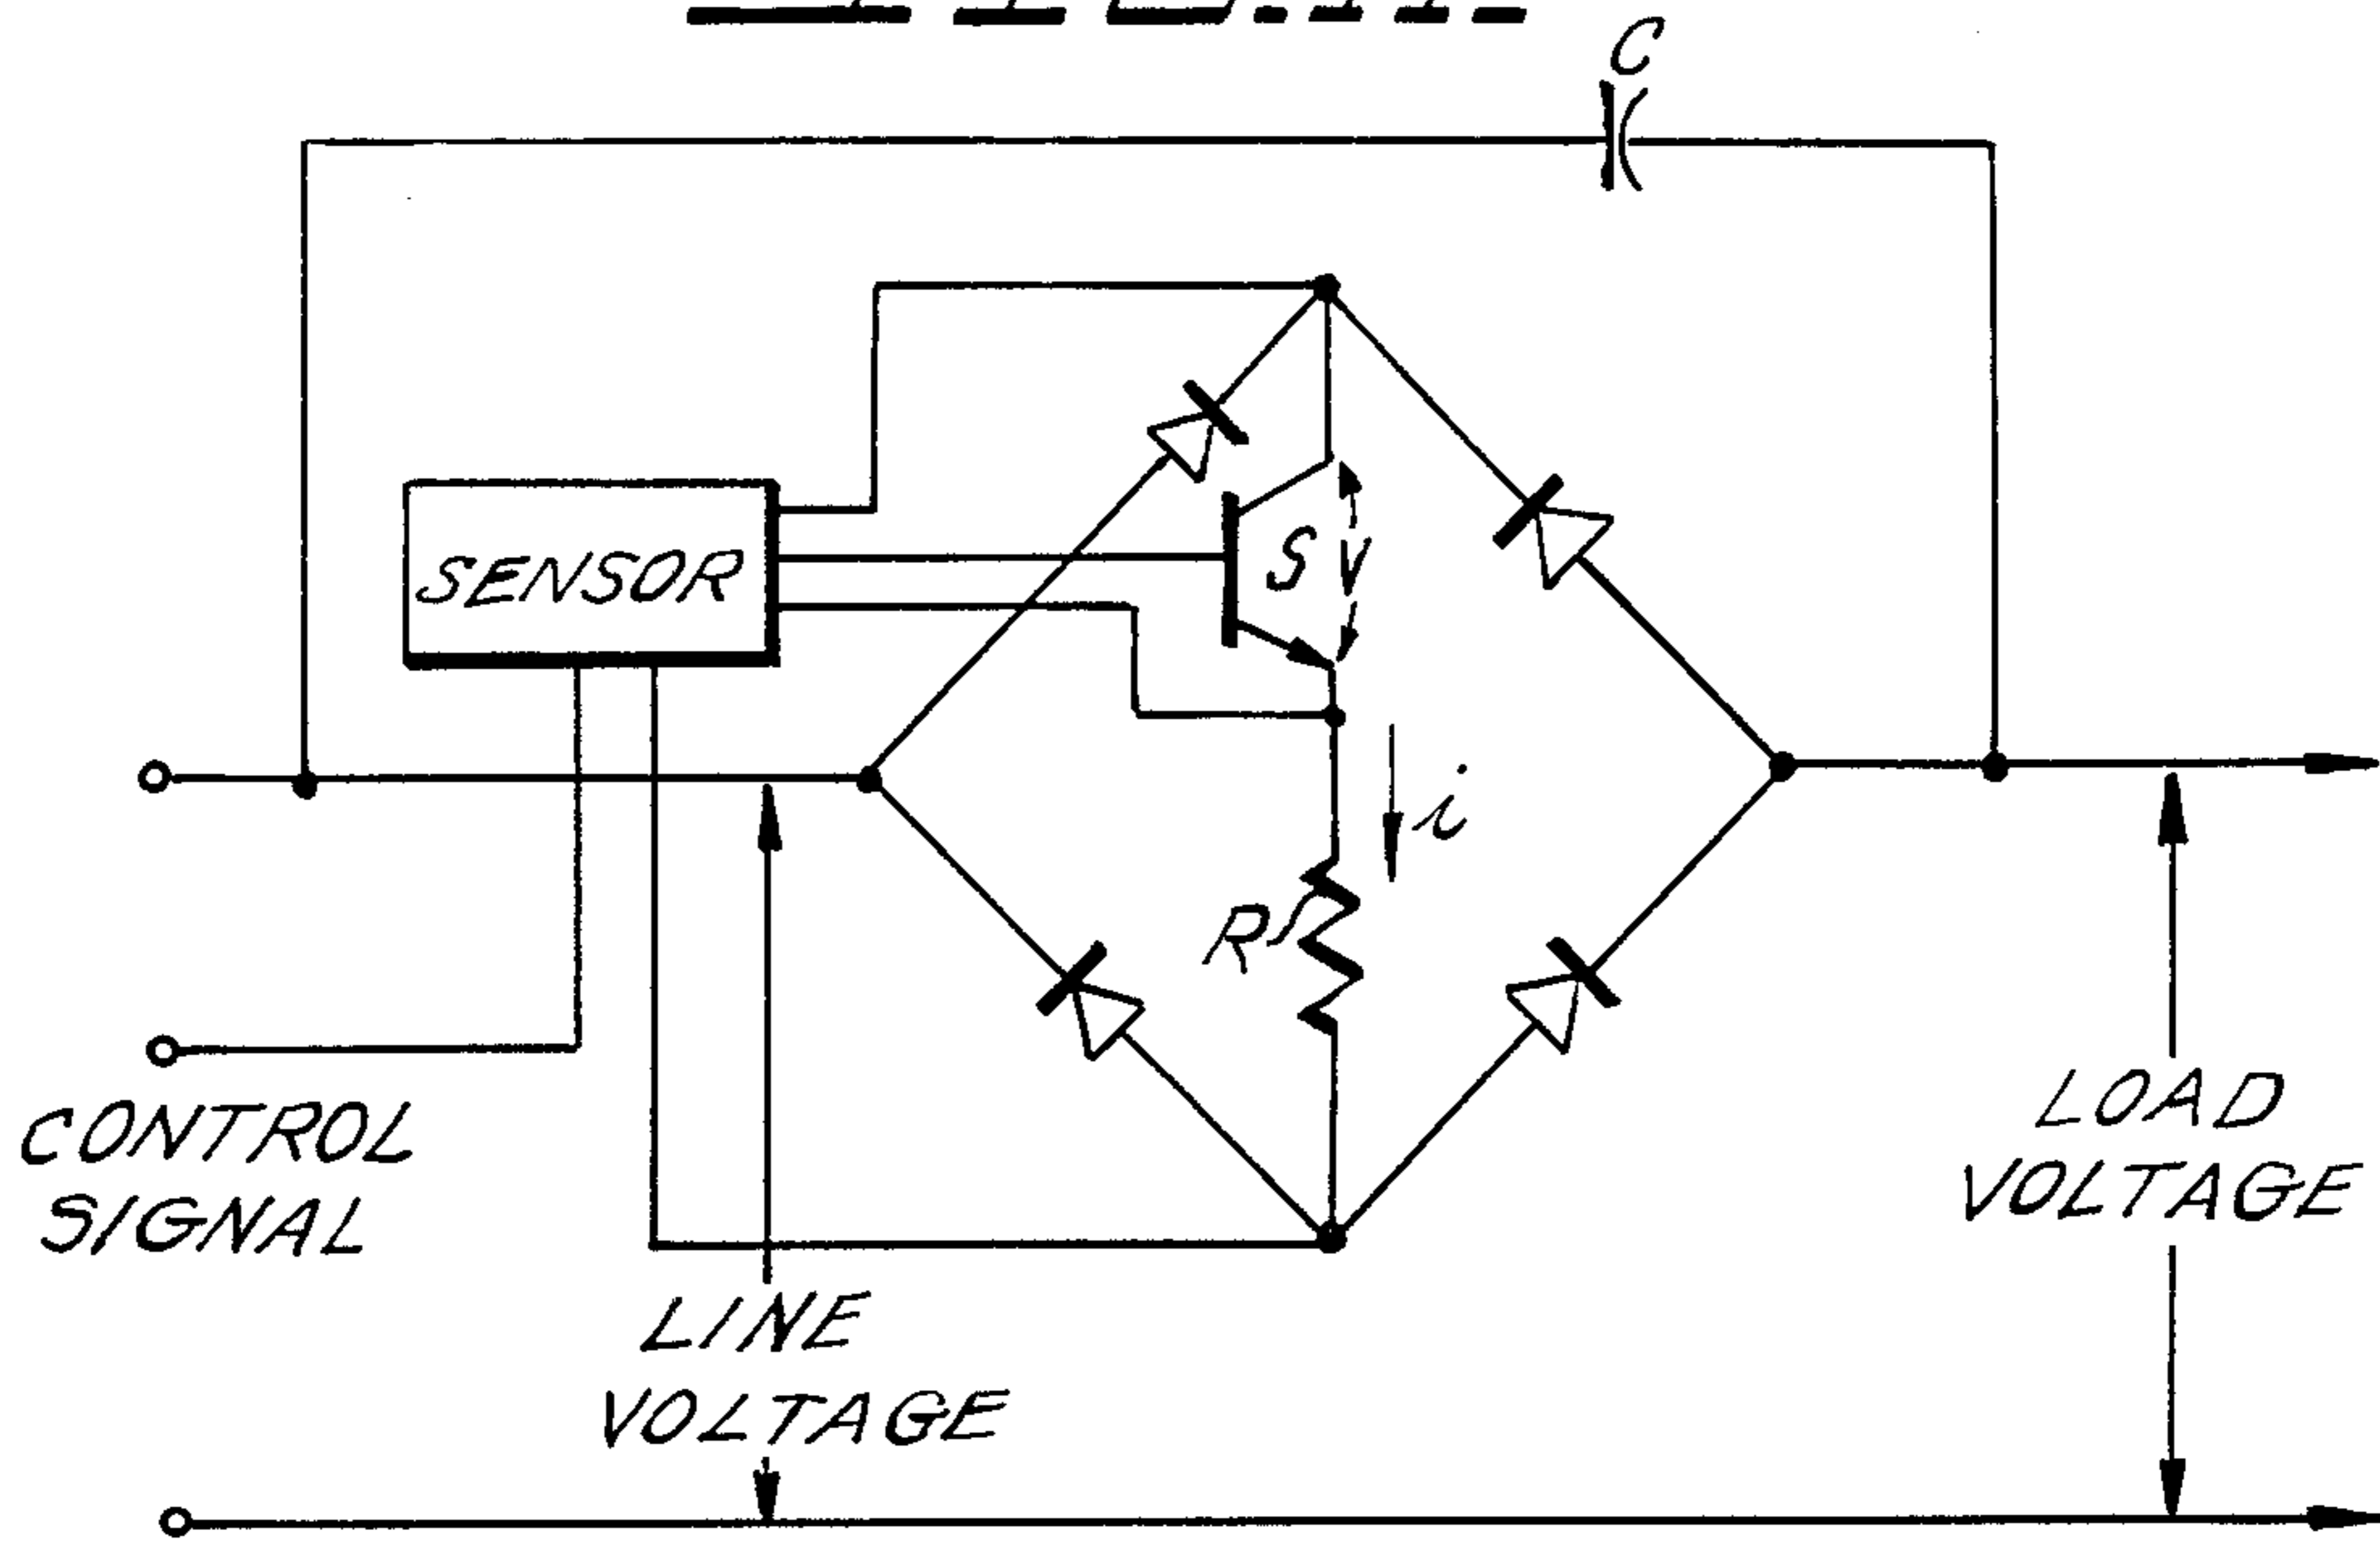 C
SENSOR
S V
i
R
CONTROL
SIGNAL
LOAD
VOLTAGE
LINE
VOLTAGE